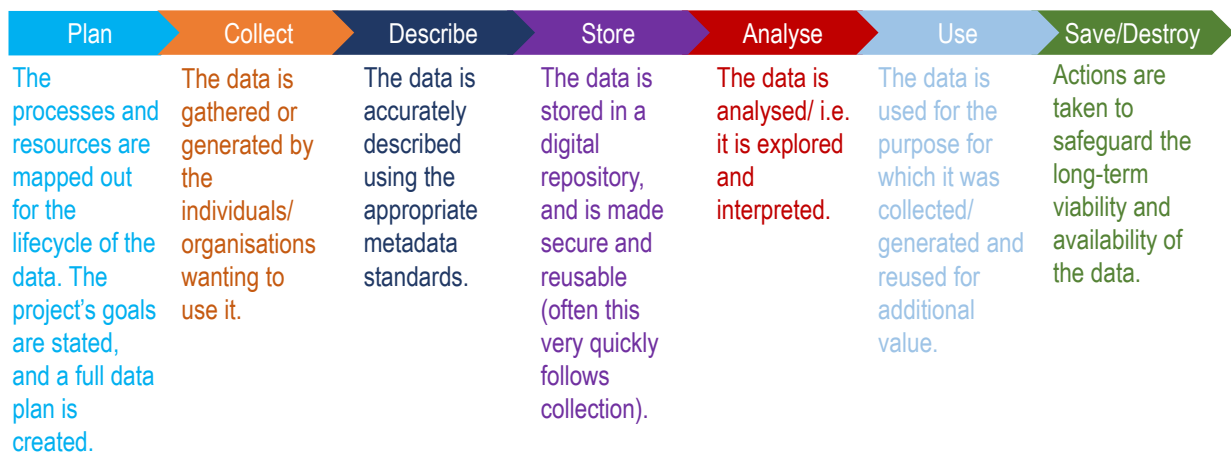 Plan
Collect
Describe
Store
Analyse
Use
Save/Destroy
The
processes and
resources are
mapped out
for the
lifecycle of the
data. The
project's goals
are stated,
and a full data
plan is
created.
The data is
gathered or
generated by
the
individuals/
organisations
wanting to
use it.
The data is
accurately
described
using the
appropriate
metadata
standards.
The data is
stored in a
digital
repository,
and is made
secure and
reusable
(often this
very quickly
follows
collection).
The data is
analysed/ i.e.
it is explored
and
interpreted.
The data is
used for the
purpose for
which it was
collected/
generated and
reused for
additional
value.
Actions are
taken to
safeguard the
long-term
viability and
availability of
the data.